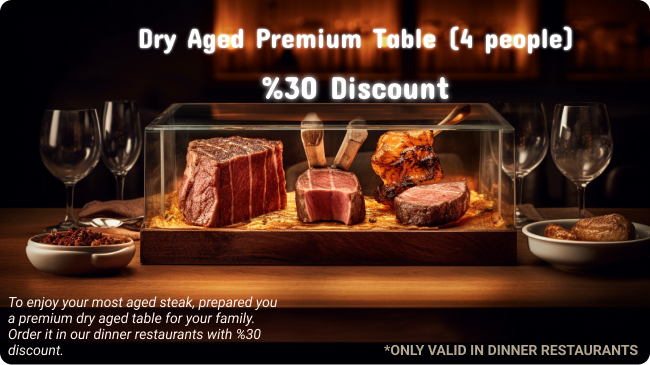 Dry Aged Premium Table (4 people)
%30 Discount
To enjoy your most aged steak, prepared you
a premium dry aged table for your family.
Order it in our dinner restaurants with %30
discount.
*ONLY VALID IN DINNER RESTAURANTS